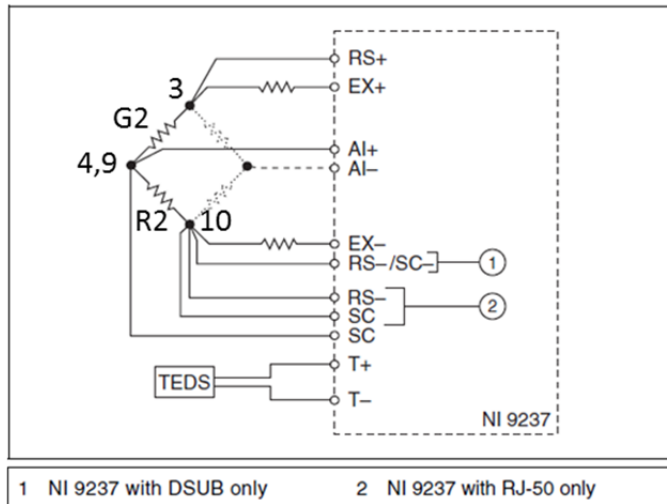 RS+
3
EX+
G2
AI+
4,9
AI–
R2
10
EX–
RS–/SC–
1
RS–
2
SC
SC
T+
TEDS
T–
NI 9237
1 NI 9237 with DSUB only 2 NI 9237 with RJ-50 only